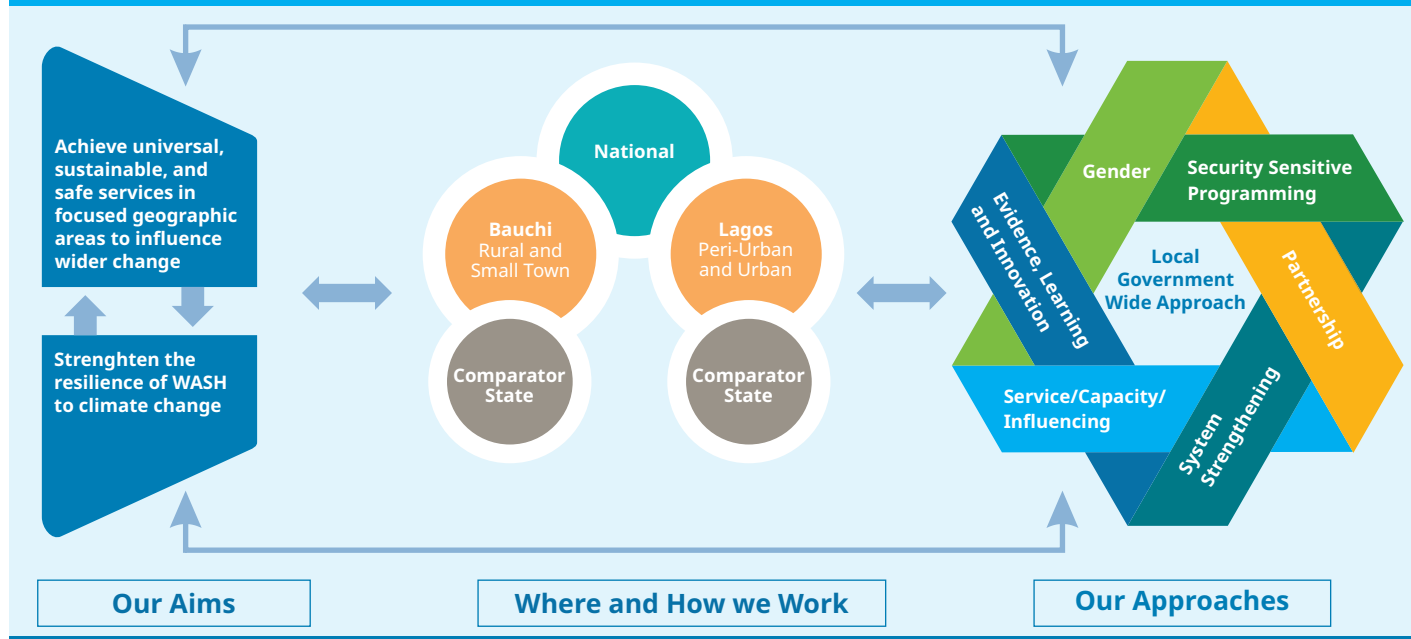 Achieve universal,
sustainable, and
safe services in
focused geographic
areas to influence
wider change
Strenghten the
resilience of WASH
to climate change
Our Aims
National
Bauchi
Rural and
Small Town
Lagos
Peri-Urban
and Urban
Comparator
State
Comparator
State
Where and How we Work
Gender
Security Sensitive
Programming
Evidence, Learning
and Innovation
Local
Government
Wide Approach
Partnership
Service/Capacity/
Influencing
System
Strengthening
Our Approaches